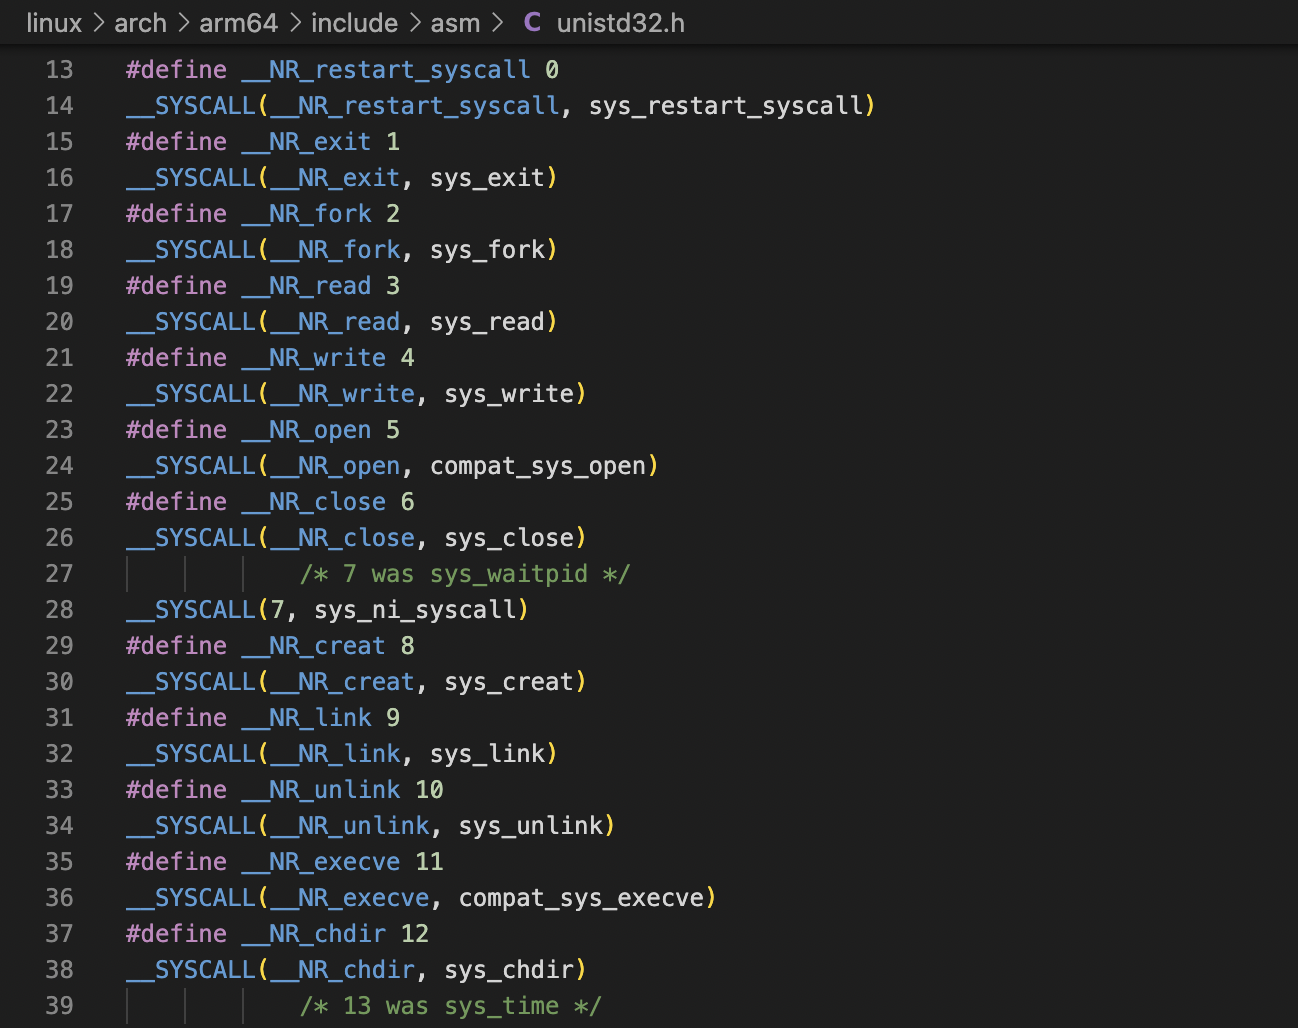 linux > arch > arm64 > include > asm > C unistd32.h
13 #define __NR_restart_syscall 0
14 __SYSCALL(__NR_restart_syscall, sys_restart_syscall)
15 #define __NR_exit 1
16 __SYSCALL(__NR_exit, sys_exit)
17 #define __NR_fork 2
18 __SYSCALL(__NR_fork, sys_fork)
19 #define __NR_read 3
20 __SYSCALL(__NR_read, sys_read)
21 #define __NR_write 4
22 __SYSCALL(__NR_write, sys_write)
23 #define __NR_open 5
24 __SYSCALL(__NR_open, compat_sys_open)
25 #define __NR_close 6
26 __SYSCALL(__NR_close, sys_close)
27 /* 7 was sys_waitpid */
28 __SYSCALL(7, sys_ni_syscall)
29 #define __NR_creat 8
30 __SYSCALL(__NR_creat, sys_creat)
31 #define __NR_link 9
32 __SYSCALL(__NR_link, sys_link)
33 #define __NR_unlink 10
34 __SYSCALL(__NR_unlink, sys_unlink)
35 #define __NR_execve 11
36 __SYSCALL(__NR_execve, compat_sys_execve)
37 #define __NR_chdir 12
38 __SYSCALL(__NR_chdir, sys_chdir)
39 /* 13 was sys_time */